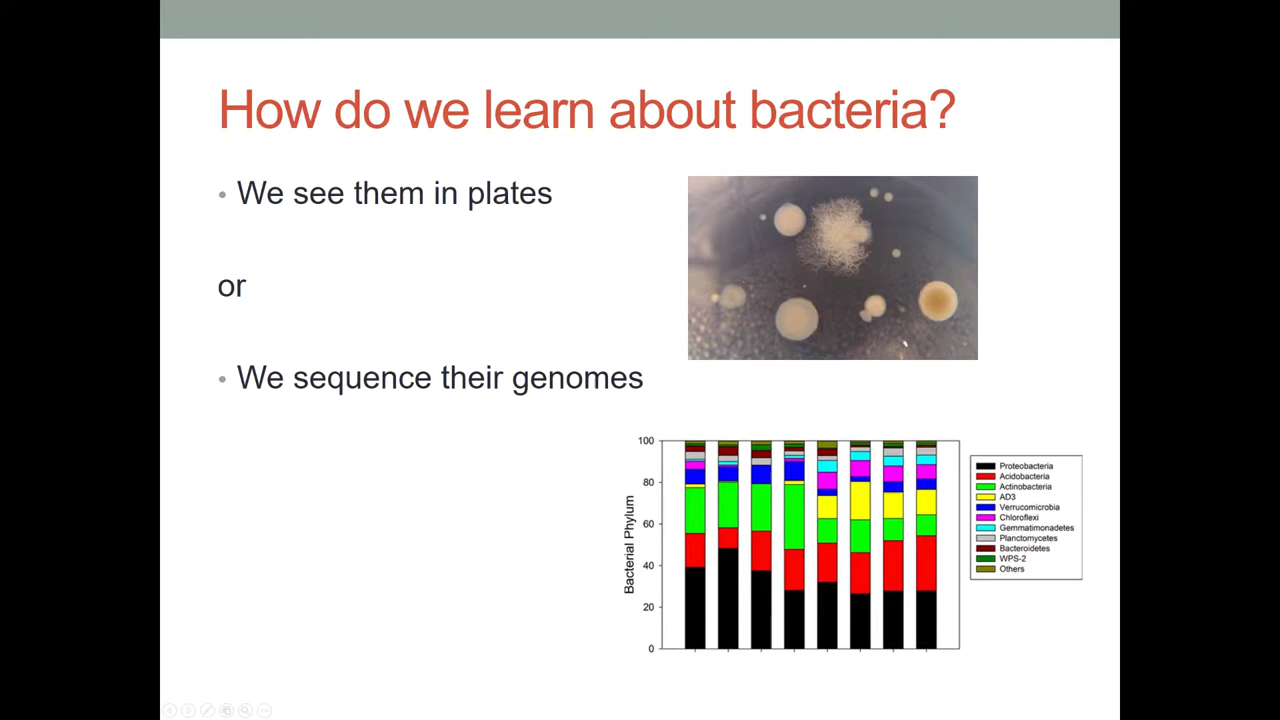 How do we learn about bacteria?
• We see them in plates
or
• We sequence their genomes
100
80
60
40
20
0
Bacterial Phylum
Proteobacteria
Acidobacteria
Actinobacteria
AD3
Verrucomicrobia
Chloroflexi
Gemmatimonadetes
Planctomycetes
Bacteroidetes
WPS-2
Others